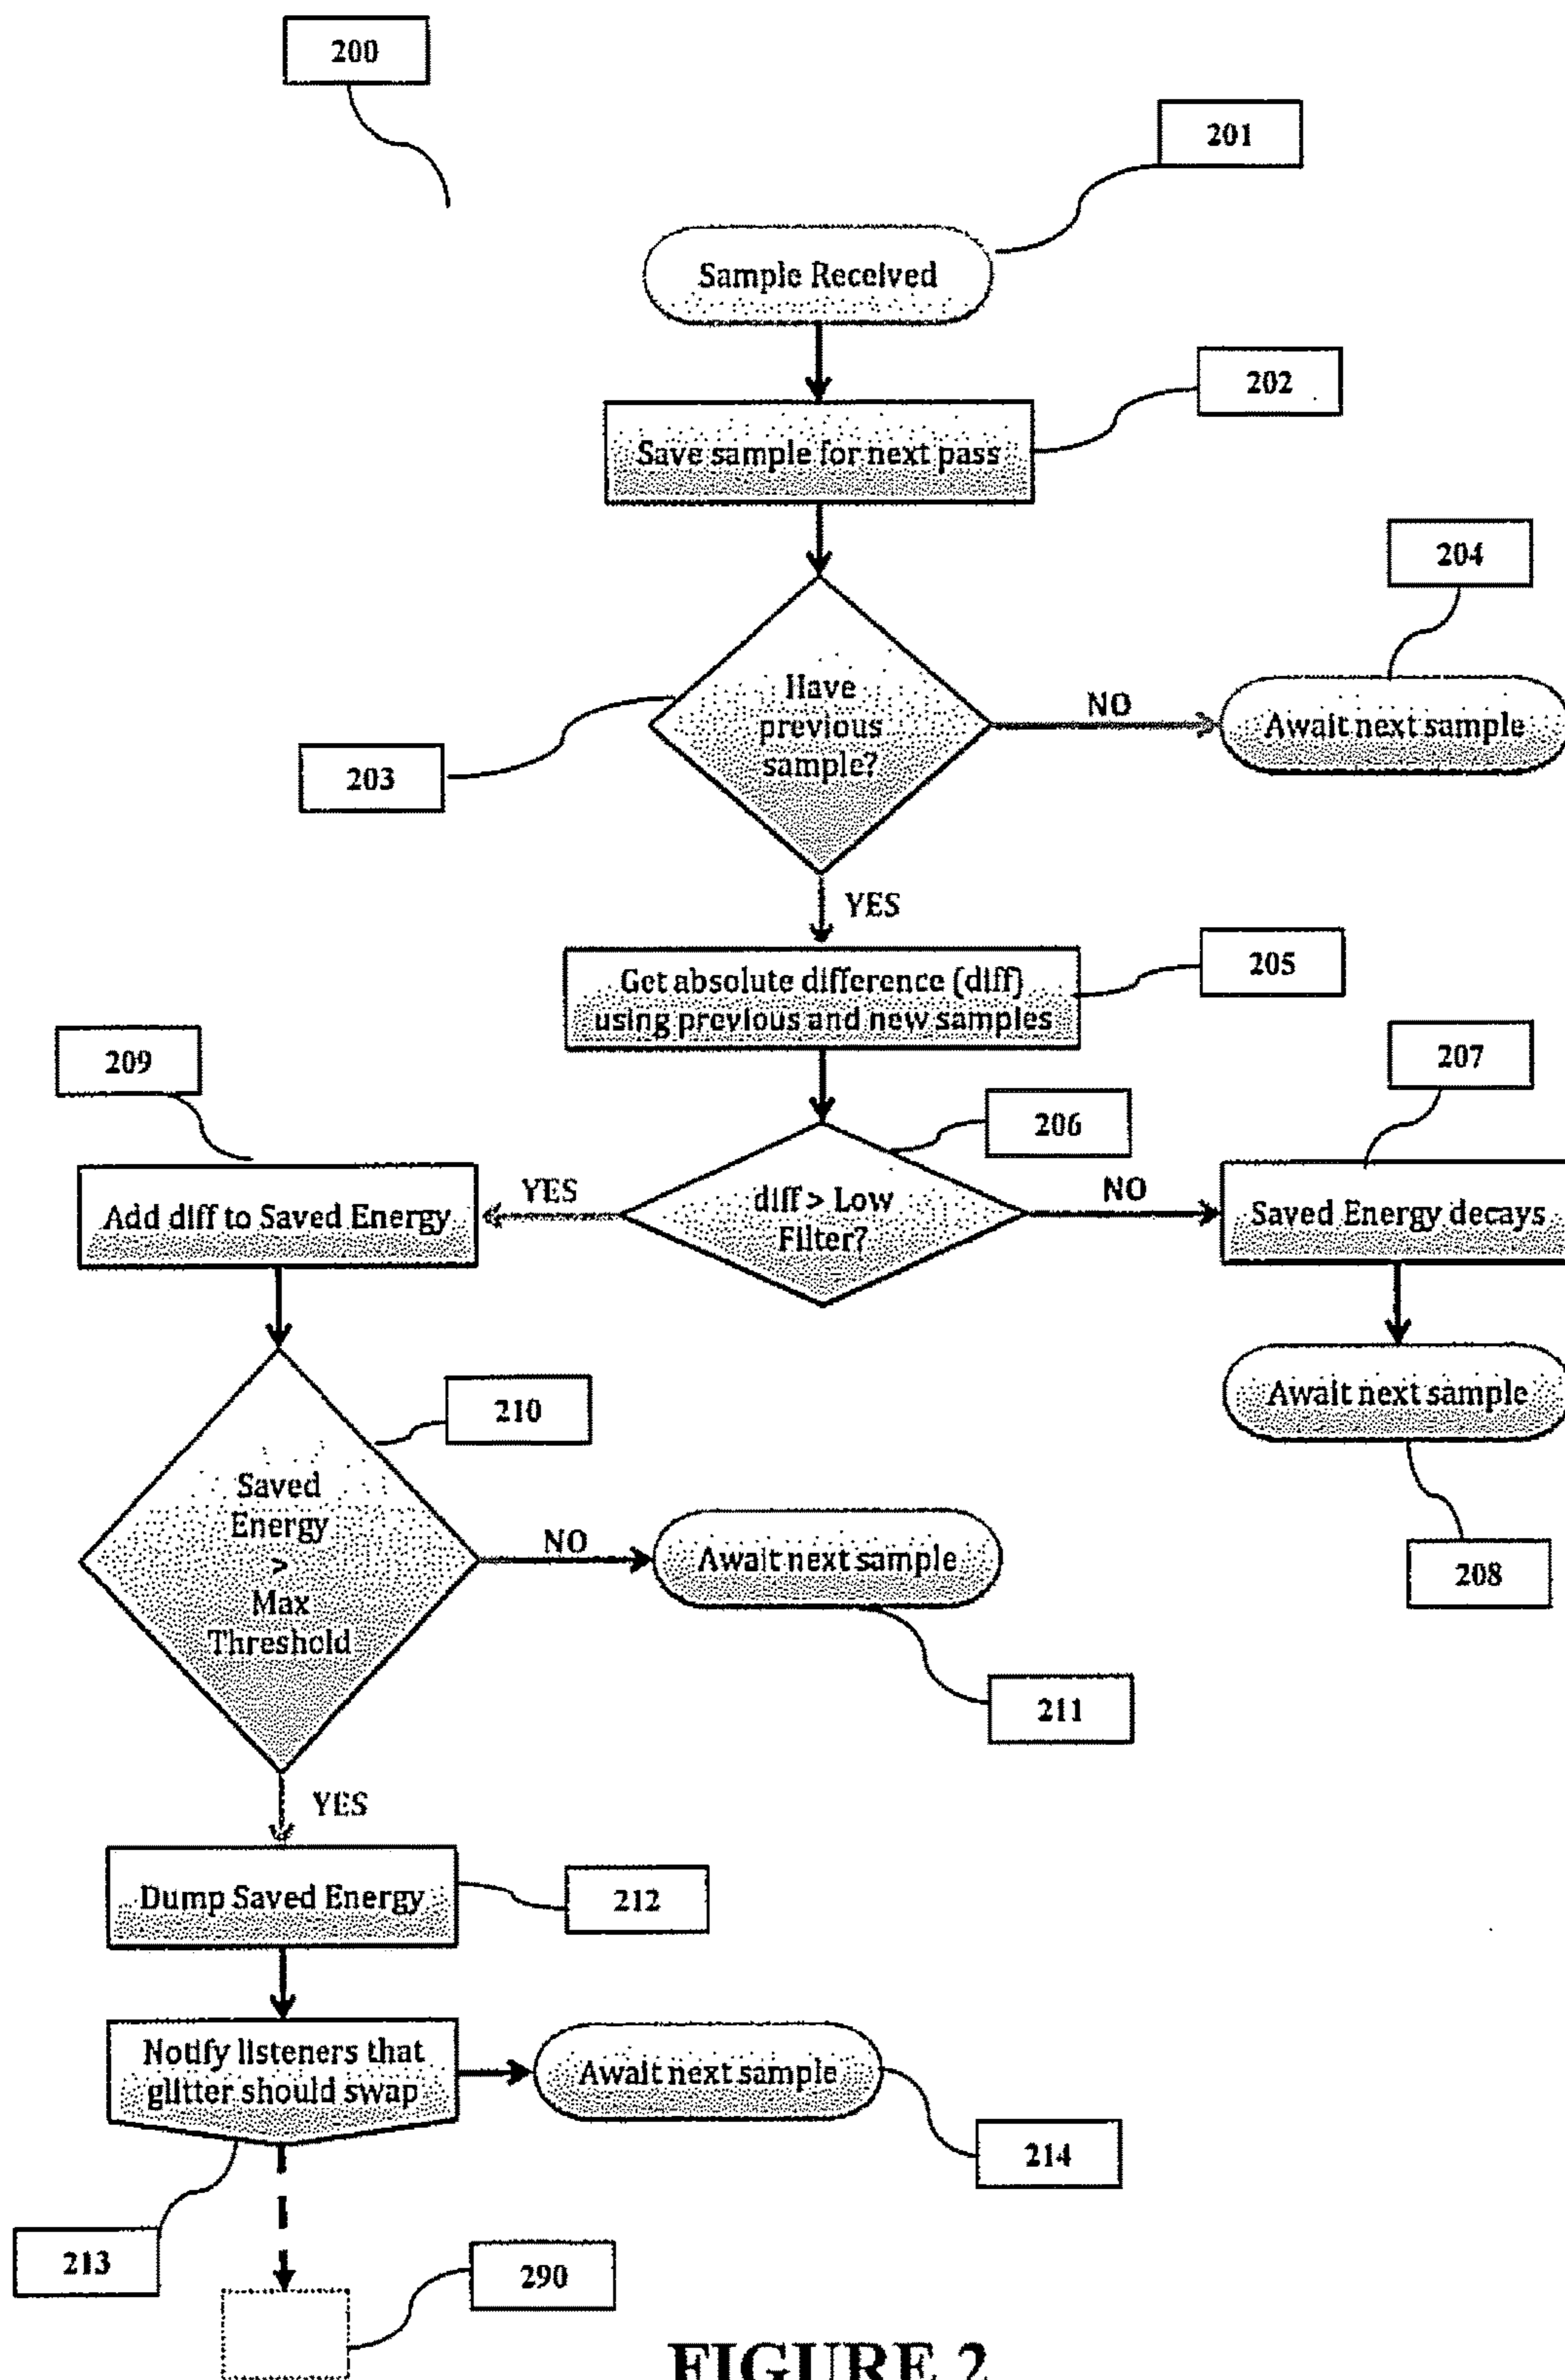 200
201
Sample Received
202
Save sample for next pass
204
Have
previous
sample?
NO
Await next sample
203
YES
205
Get absolute difference (diff)
using previous and new samples
209
207
206
diff > Low
Filter?
YES
NO
Add diff to Saved Energy
Saved Energy decays
210
Await next sample
Saved
Energy
>
Max
Threshold
NO
Await next sample
208
211
YES
Dump Saved Energy
212
Notify listeners that
glitter should swap
Await next sample
214
213
290
FIGURE 2